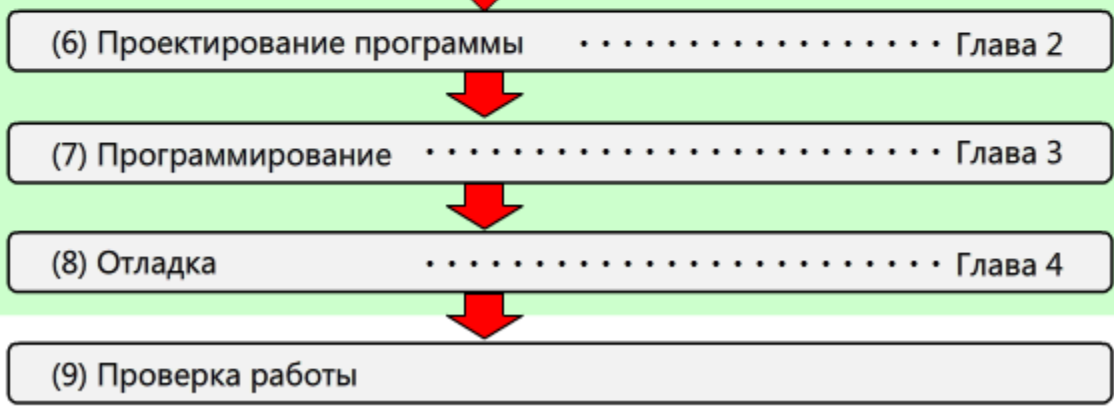 (6) Проектирование программы ················· Глава 2
(7) Программирование ························ Глава 3
(8) Отладка ························ Глава 4
(9) Проверка работы